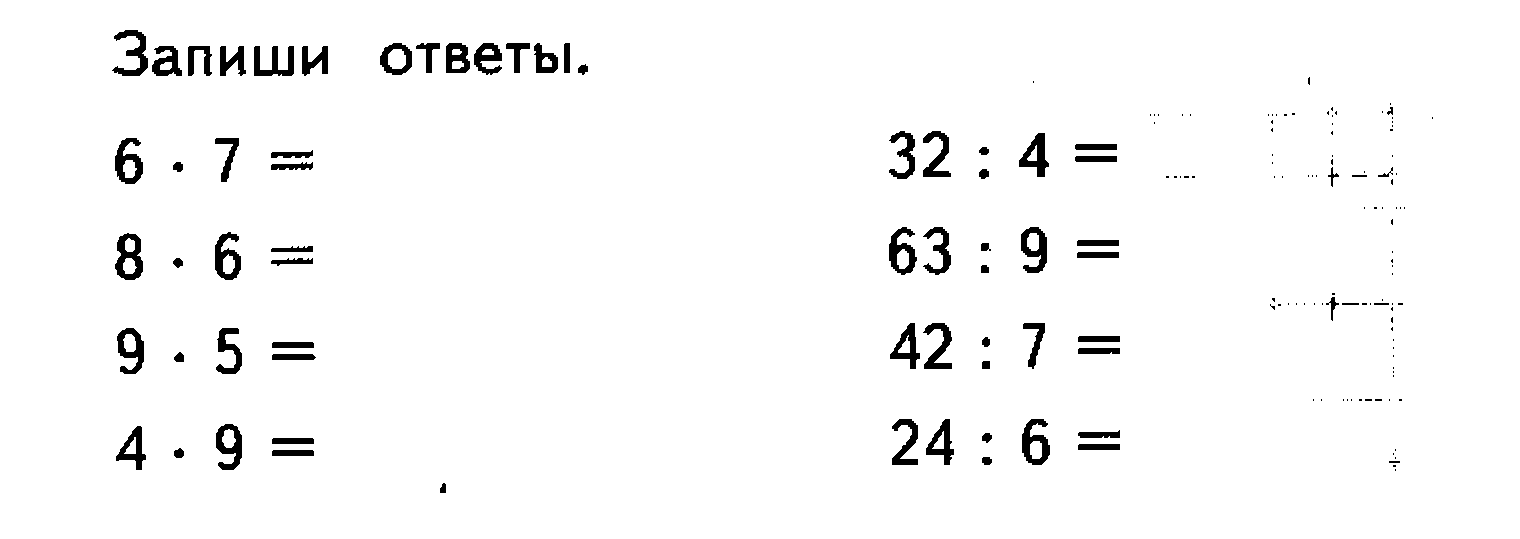 Запиши ответы.
6 · 7 =
8 · 6 =
9 · 5 =
4 · 9 =
32 : 4 =
63 : 9 =
42 : 7 =
24 : 6 =